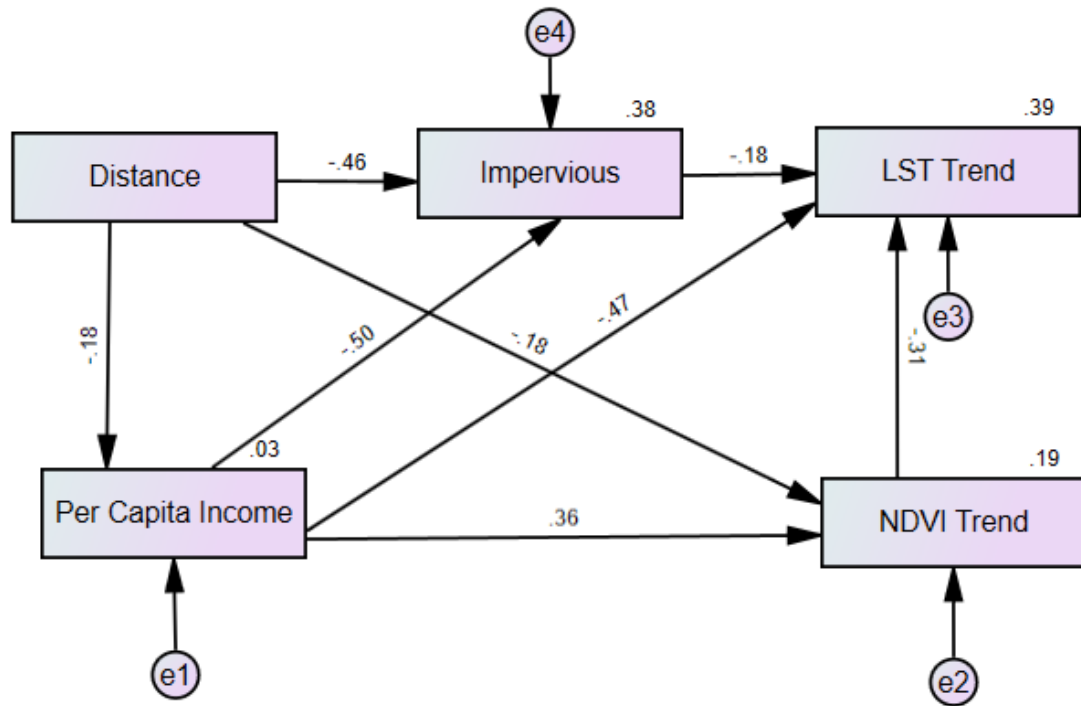 e4
.38
.39
Distance
-.46
Impervious
-.18
LST Trend
-.18
-.50
-.47
-.18
e3
-.31
.03
.19
Per Capita Income
.36
NDVI Trend
e1
e2